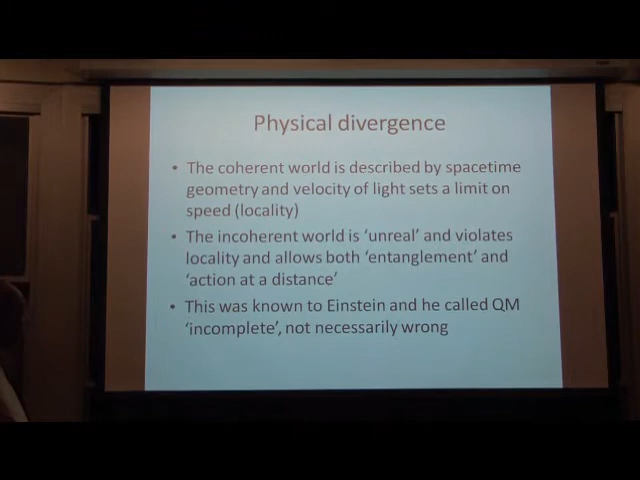 Physical divergence
• The coherent world is described by spacetime
geometry and velocity of light sets a limit on
speed (locality)
• The incoherent world is 'unreal' and violates
locality and allows both 'entanglement' and
'action at a distance'
• This was known to Einstein and he called QM
'incomplete', not necessarily wrong